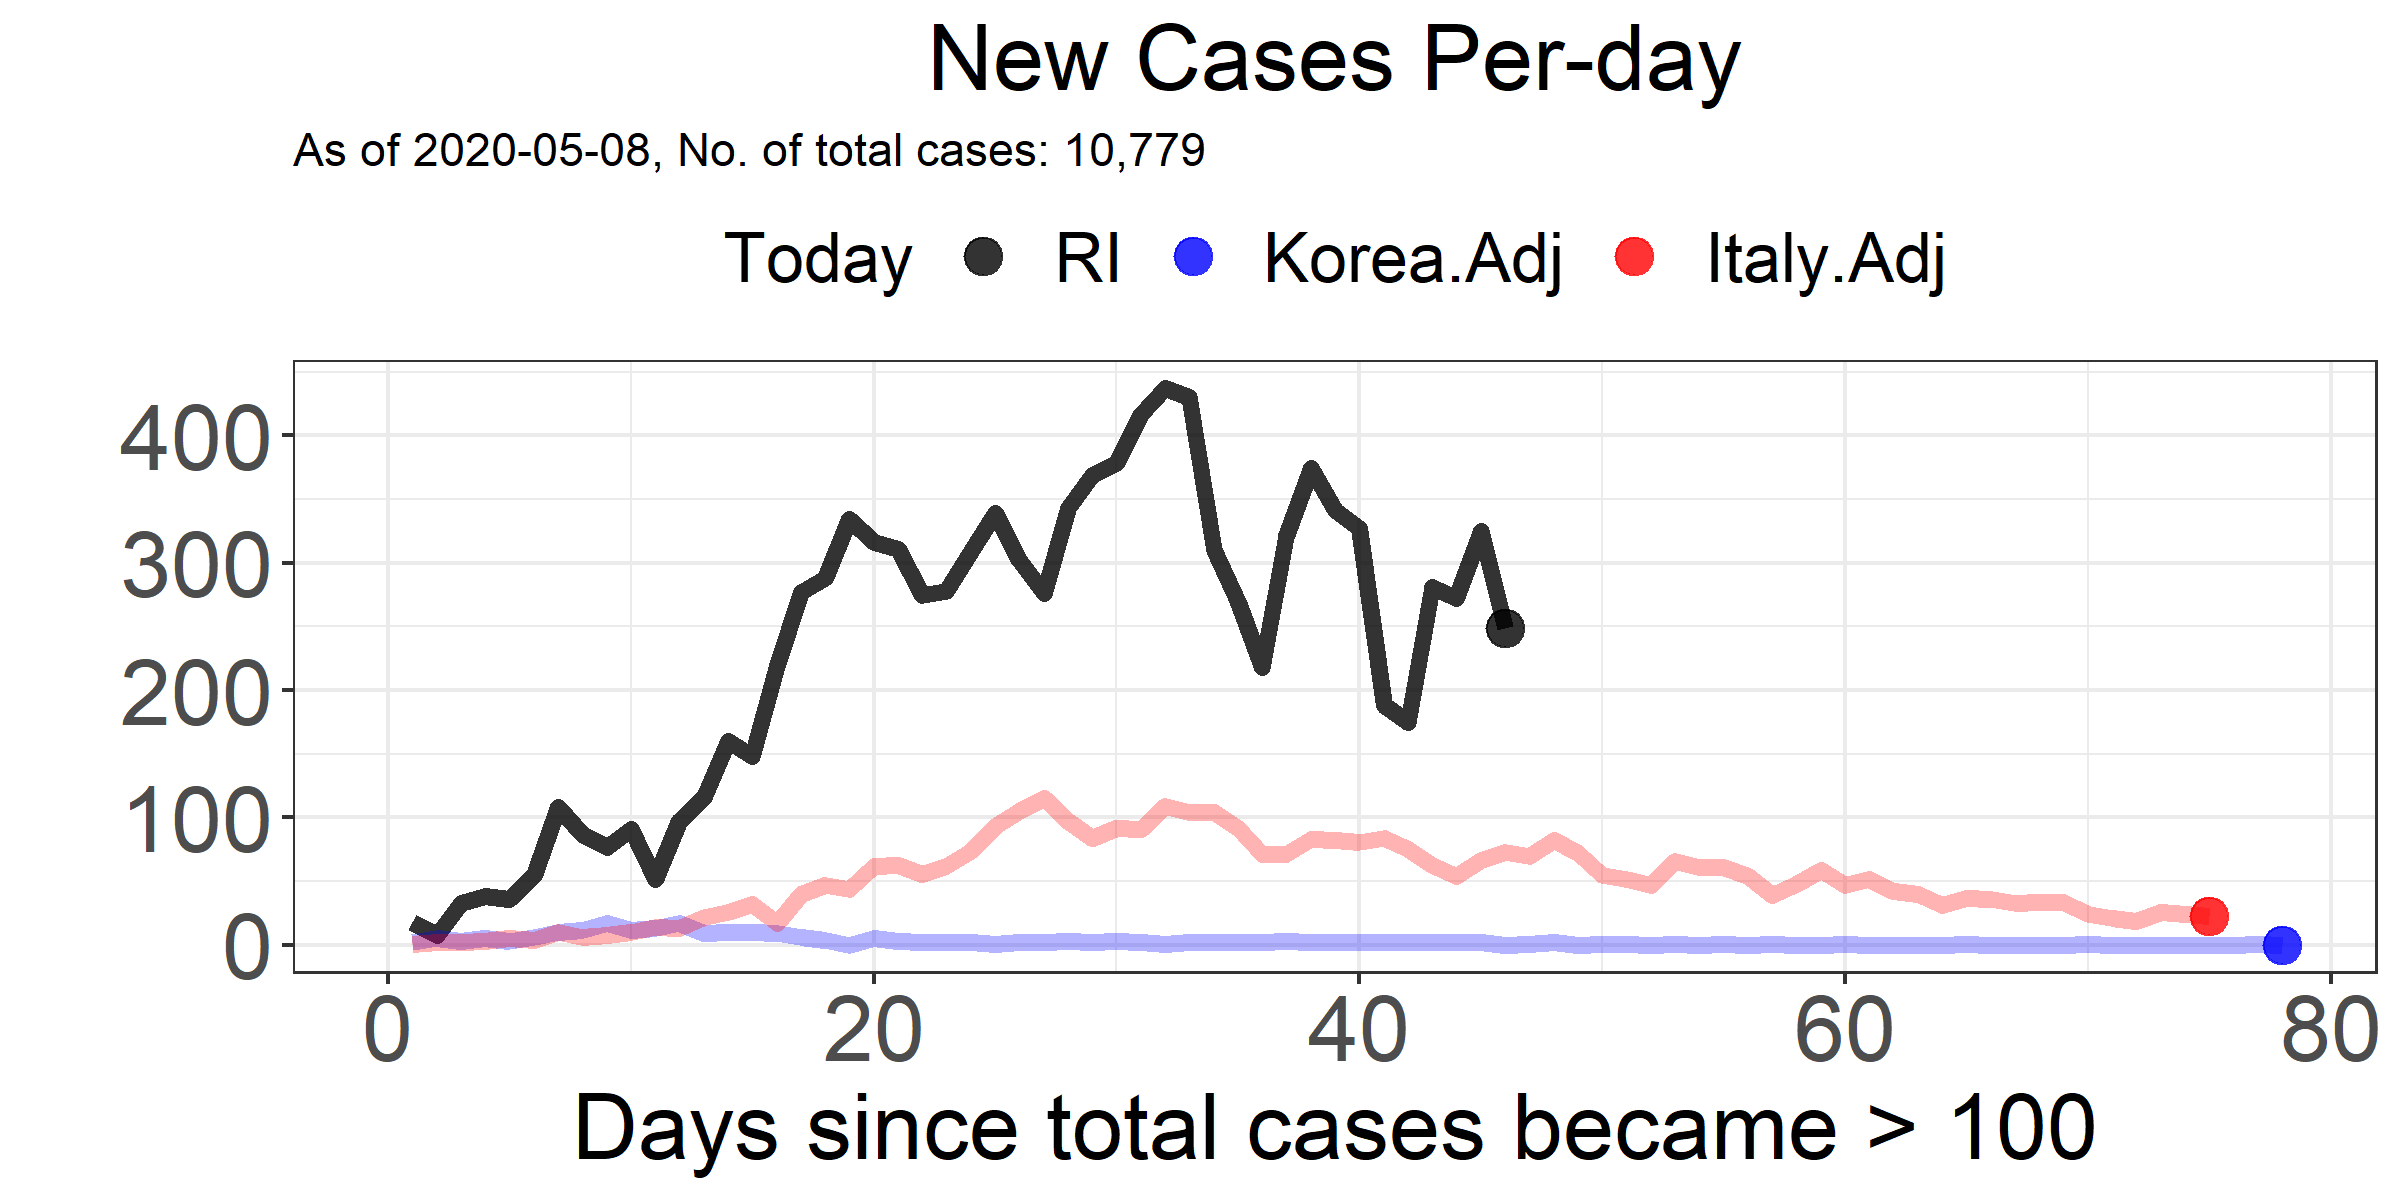 New Cases Per-day
As of 2020-05-08, No. of total cases: 10,779
Today RI Korea.Adj Italy.Adj
400
300
200
100
0
0 20 40 60 80
Days since total cases became > 100